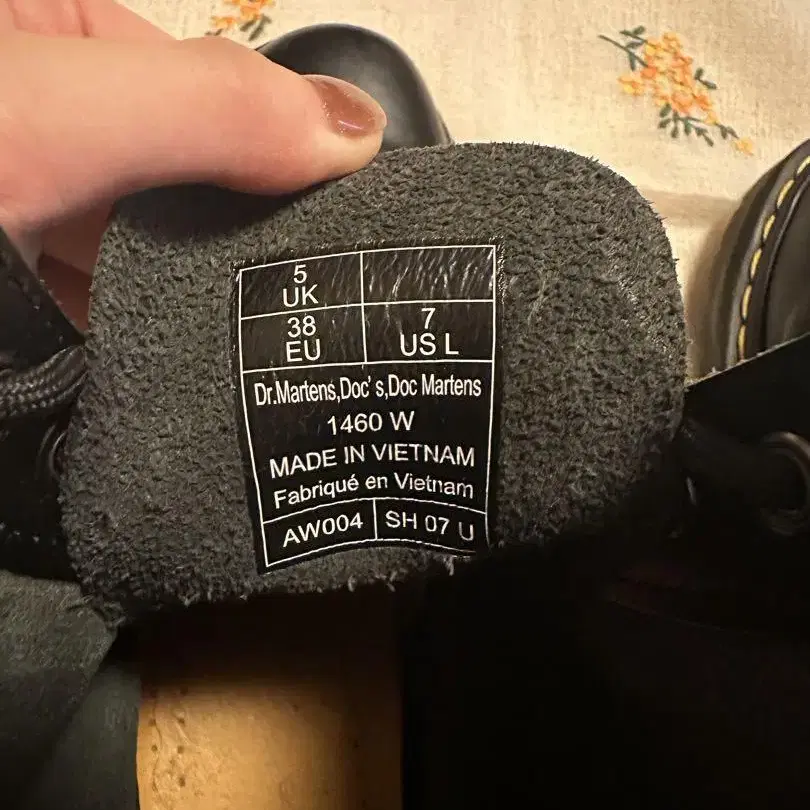 5
UK
38
EU
7
US L
Dr.Martens,Doc's,Doc Martens
1460 W
MADE IN VIETNAM
Fabriqué en Vietnam
AW004
SH 07 U